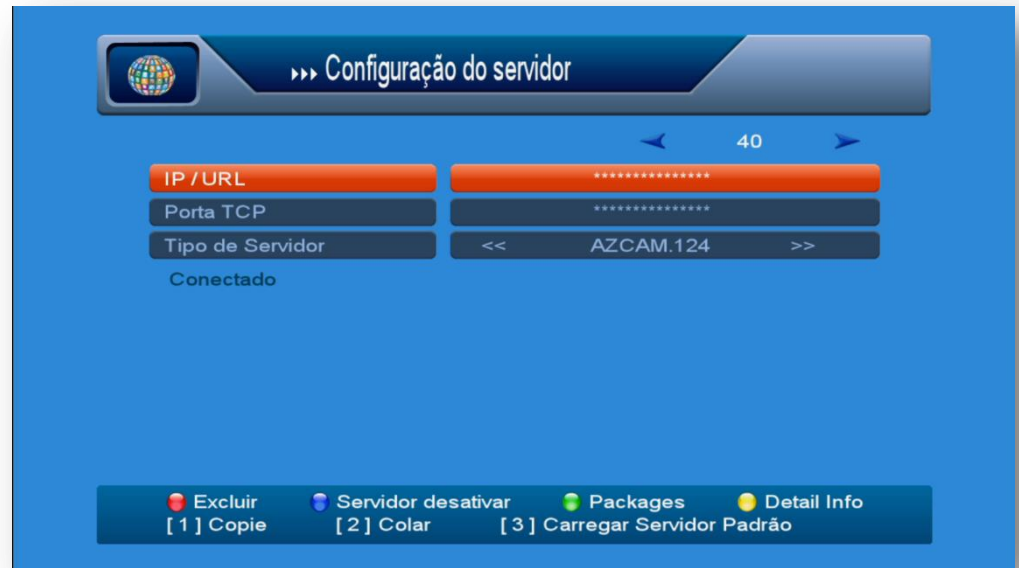 Configuração do servidor
40
IP / URL ***************
Porta TCP ***************
Tipo de Servidor << AZCAM.124 >>
Conectado
Excluir Servidor desativar Packages Detail Info
[ 1 ] Copie [ 2 ] Colar [ 3 ] Carregar Servidor Padrão